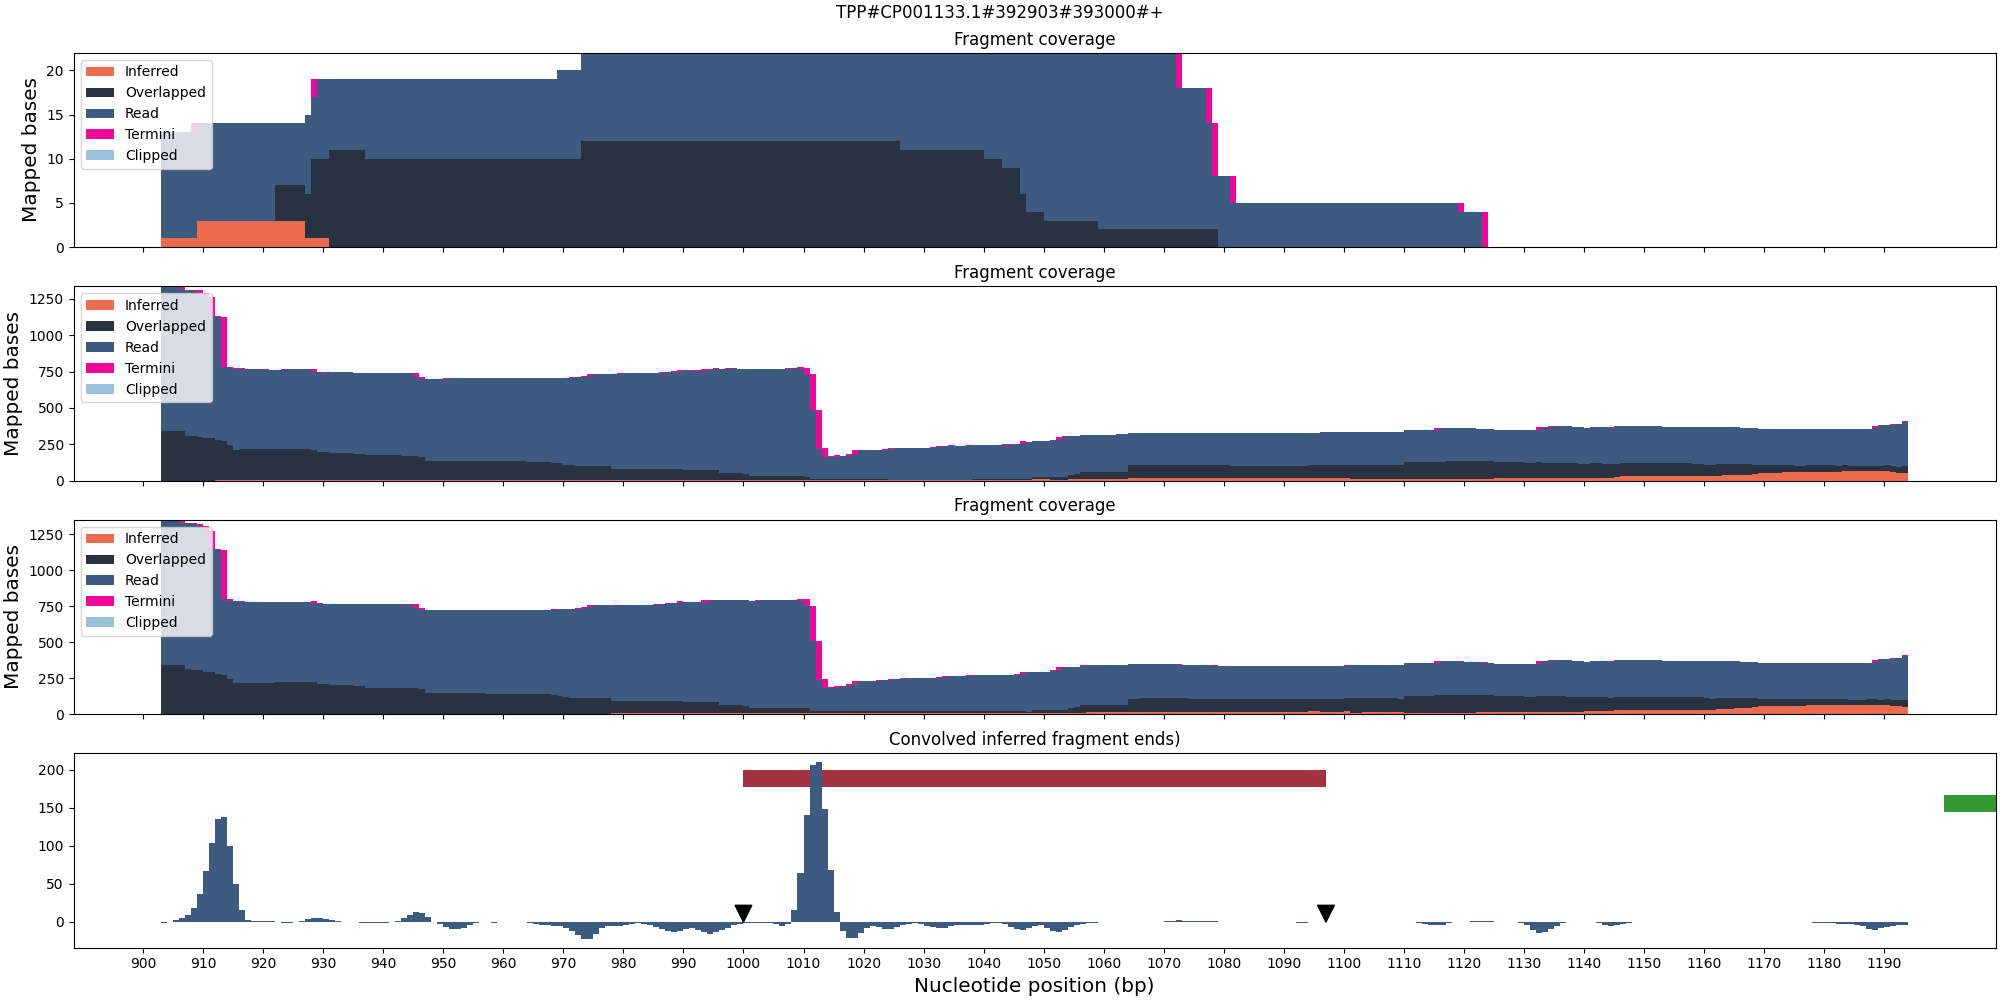 TPP#CP001133.1#392903#393000#+
Fragment coverage
Mapped bases
20
15
10
5
0
Inferred
Overlapped
Read
Termini
Clipped
Fragment coverage
Mapped bases
1250
1000
750
500
250
0
Inferred
Overlapped
Read
Termini
Clipped
Fragment coverage
Mapped bases
1250
1000
750
500
250
0
Inferred
Overlapped
Read
Termini
Clipped
Convolved inferred fragment ends)
200
150
100
50
0
900 910 920 930 940 950 960 970 980 990 1000 1010 1020 1030 1040 1050 1060 1070 1080 1090 1100 1110 1120 1130 1140 1150 1160 1170 1180 1190
Nucleotide position (bp)